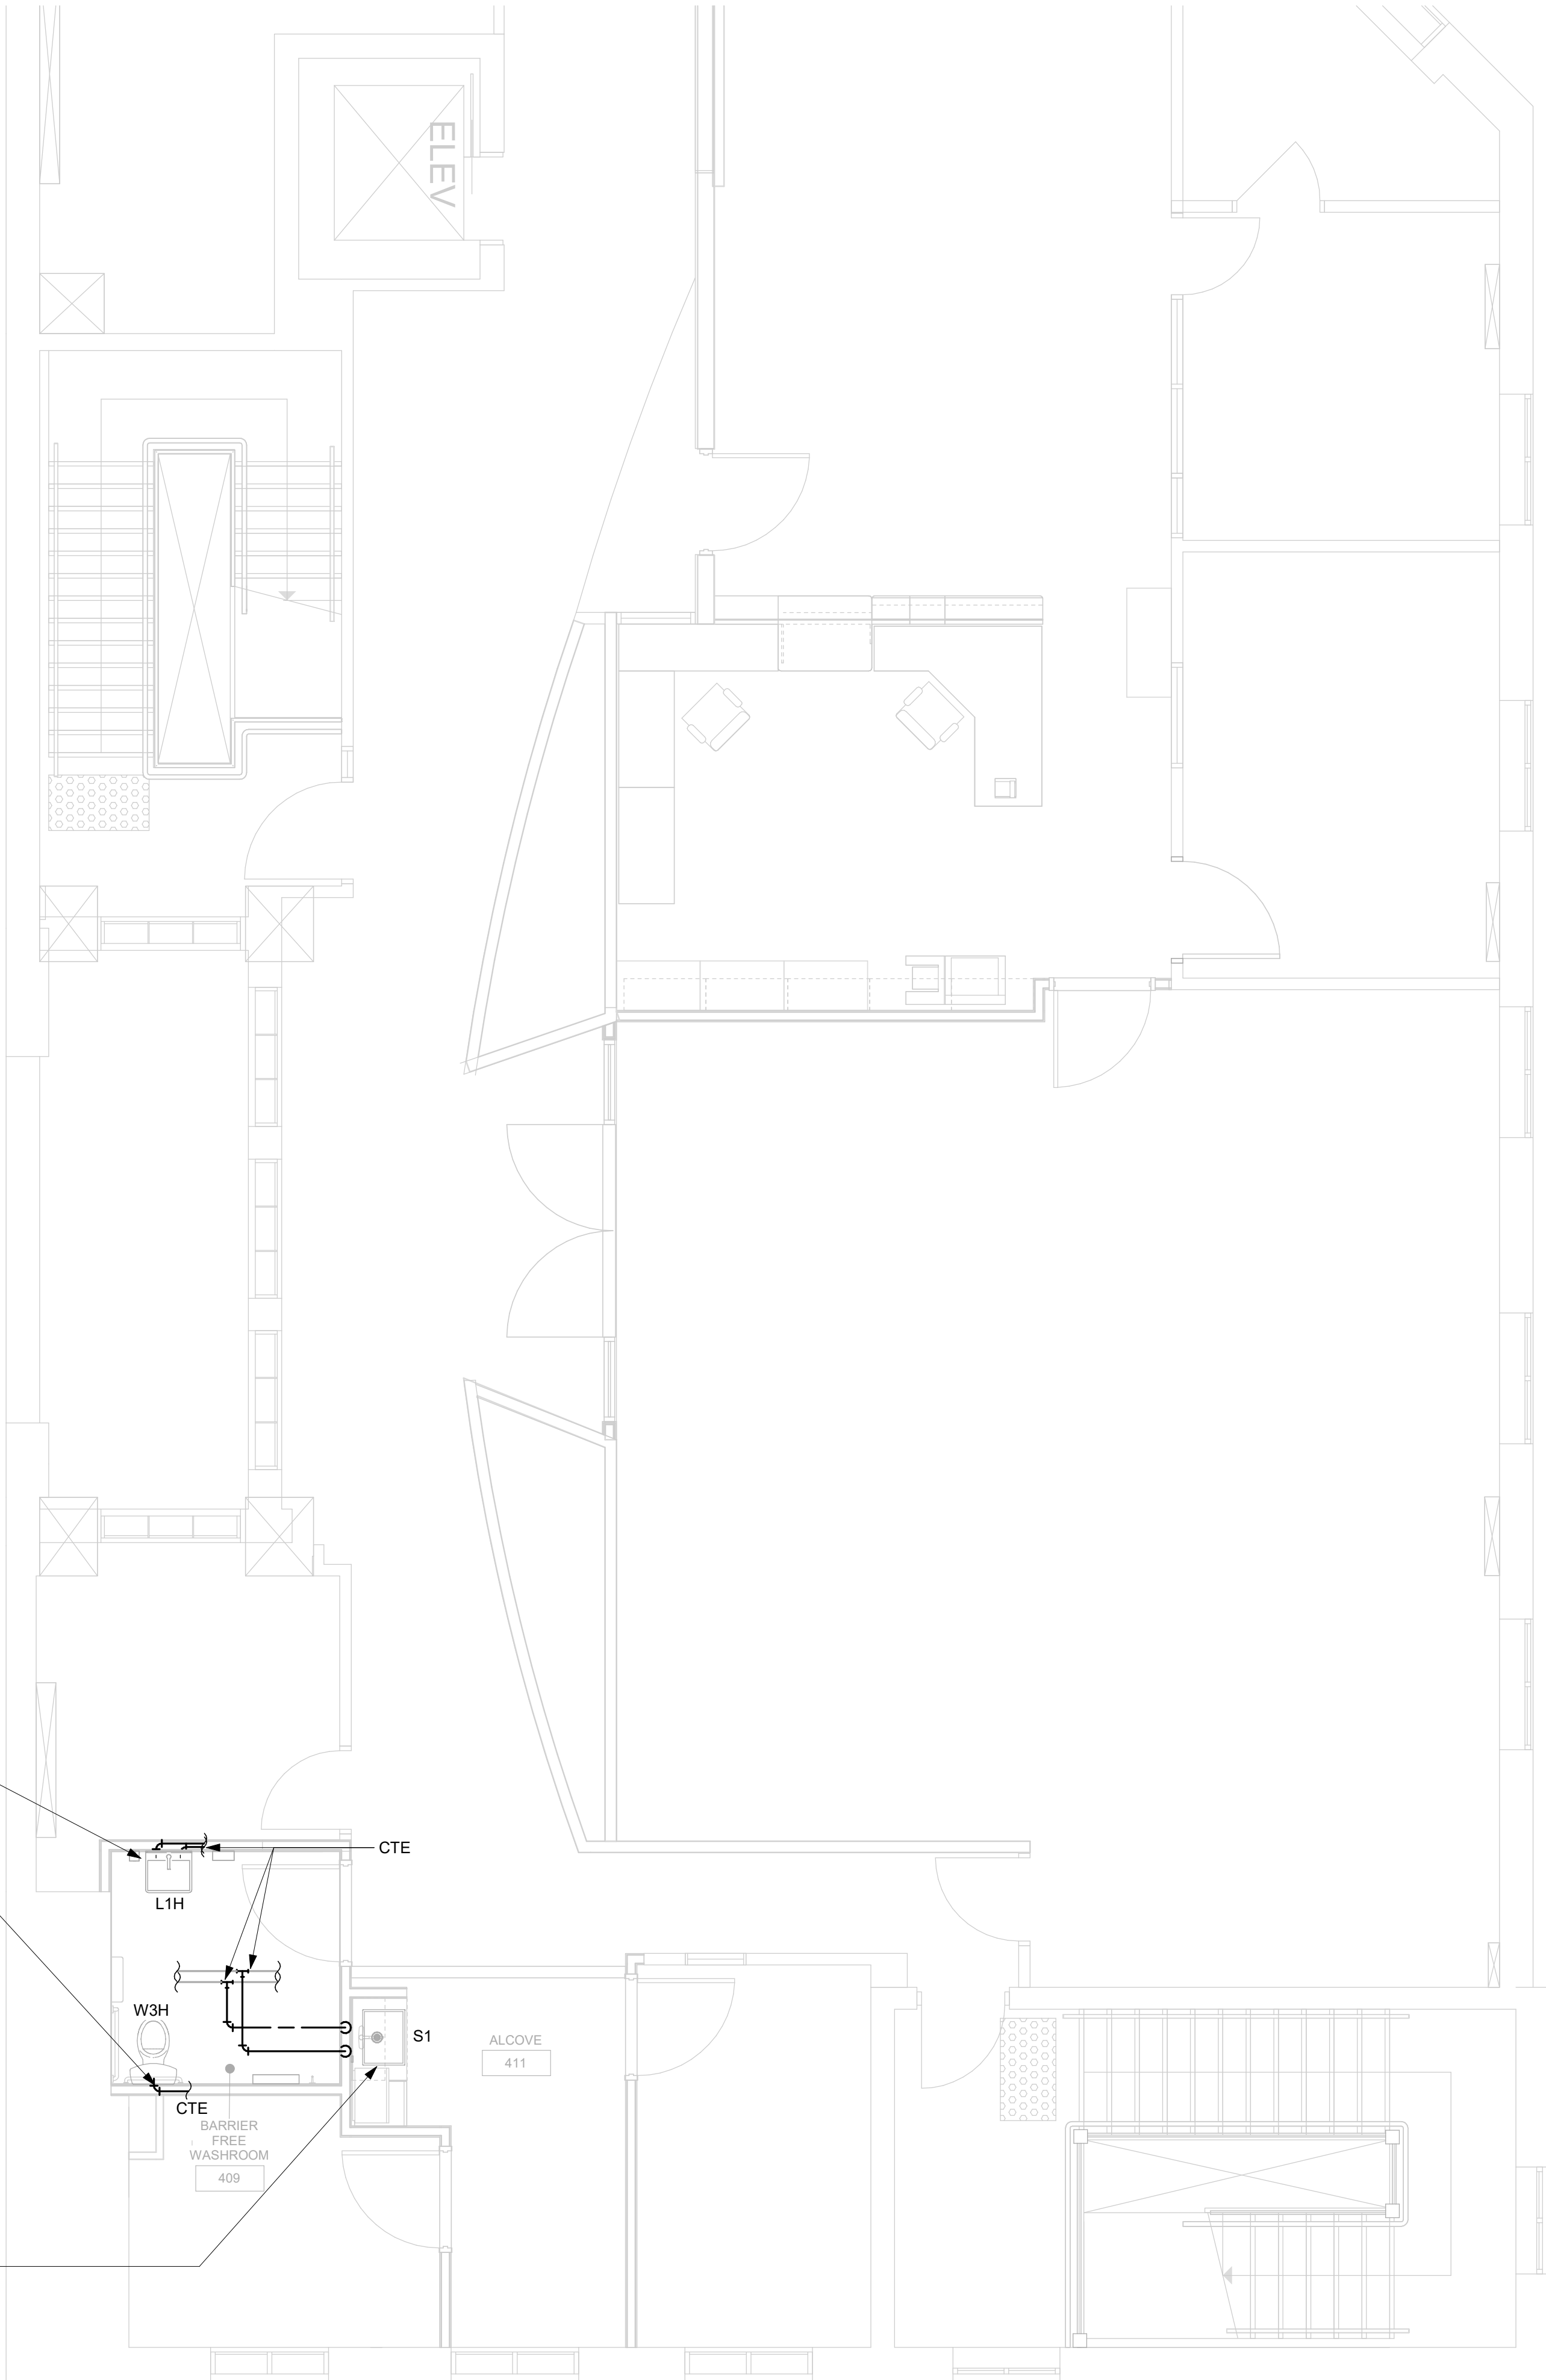 ELEV
CTE
L1H
W3H
S1
ALCOVE
411
CTE
BARRIER
FREE
WASHROOM
409